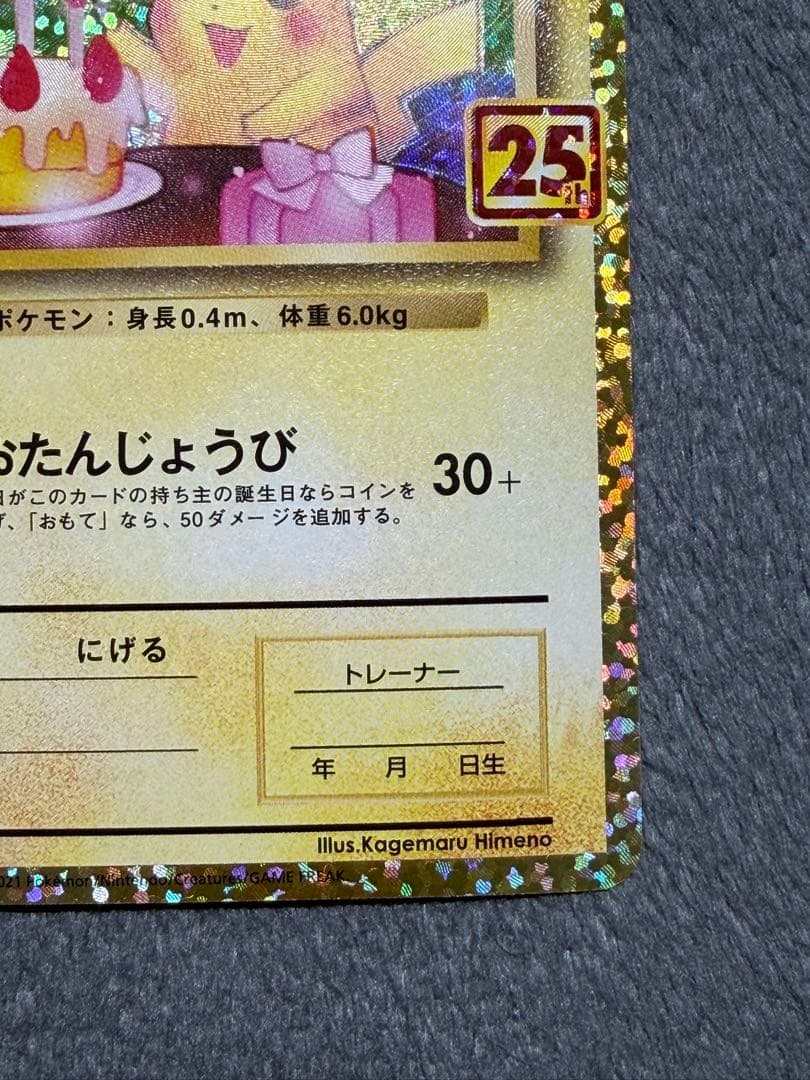 25th
ポケモン：身長0.4m、体重6.0kg
おたんじょうび 30+
日がこのカードの持ち主の誕生日ならコインを
げ、「おもて」なら、50ダメージを追加する。
にげる
トレーナー
年 月 日生
Illus.Kagemaru Himeno
2021 Pokémon/Nintendo/Creatures/GAME FREAK